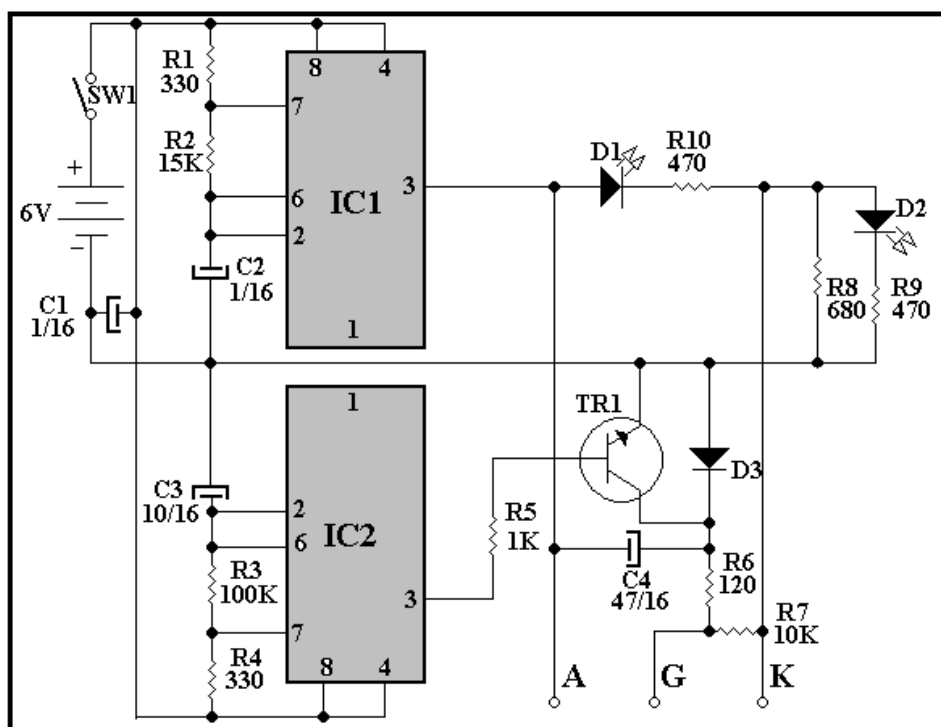 R1
330
8
4
SW1
7
R2
15K
D1
R10
470
+
6
3
6V
IC1
D2
2
−
C2
1/16
R8
680
R9
470
C1
1/16
1
1
TR1
D3
C3
10/16
2
R5
1K
6
IC2
R3
100K
C4
47/16
R6
120
3
7
R7
10K
R4
330
8
4
A
G
K